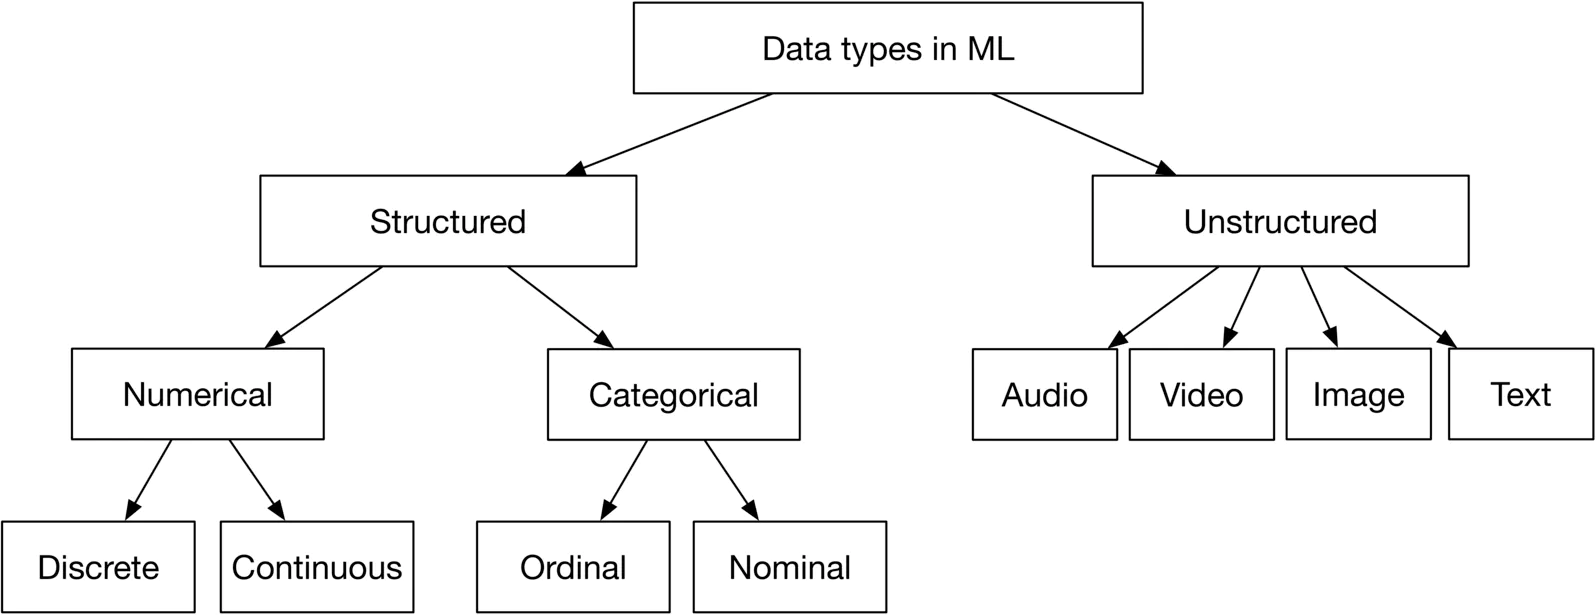 Data types in ML
Structured
Unstructured
Numerical
Categorical
Audio
Video
Image
Text
Discrete
Continuous
Ordinal
Nominal